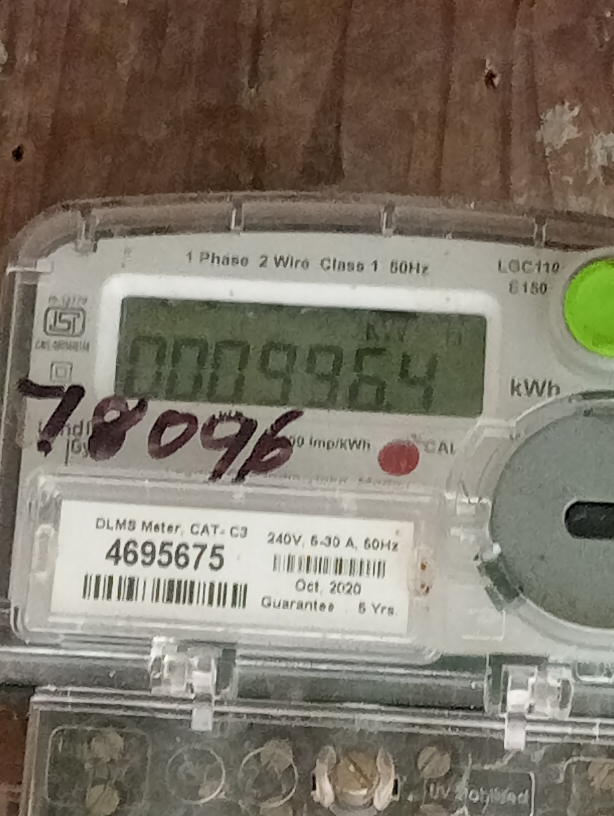 1 Phase 2 Wire Class 1 50Hz
LGC110
E150
ISI
0009964
kWh
78096
imp/kWh
CAL
DLMS Meter, CAT- C3
4695675
240V, 5-30 A, 50Hz
Oct, 2020
Guarantee 5 Yrs.